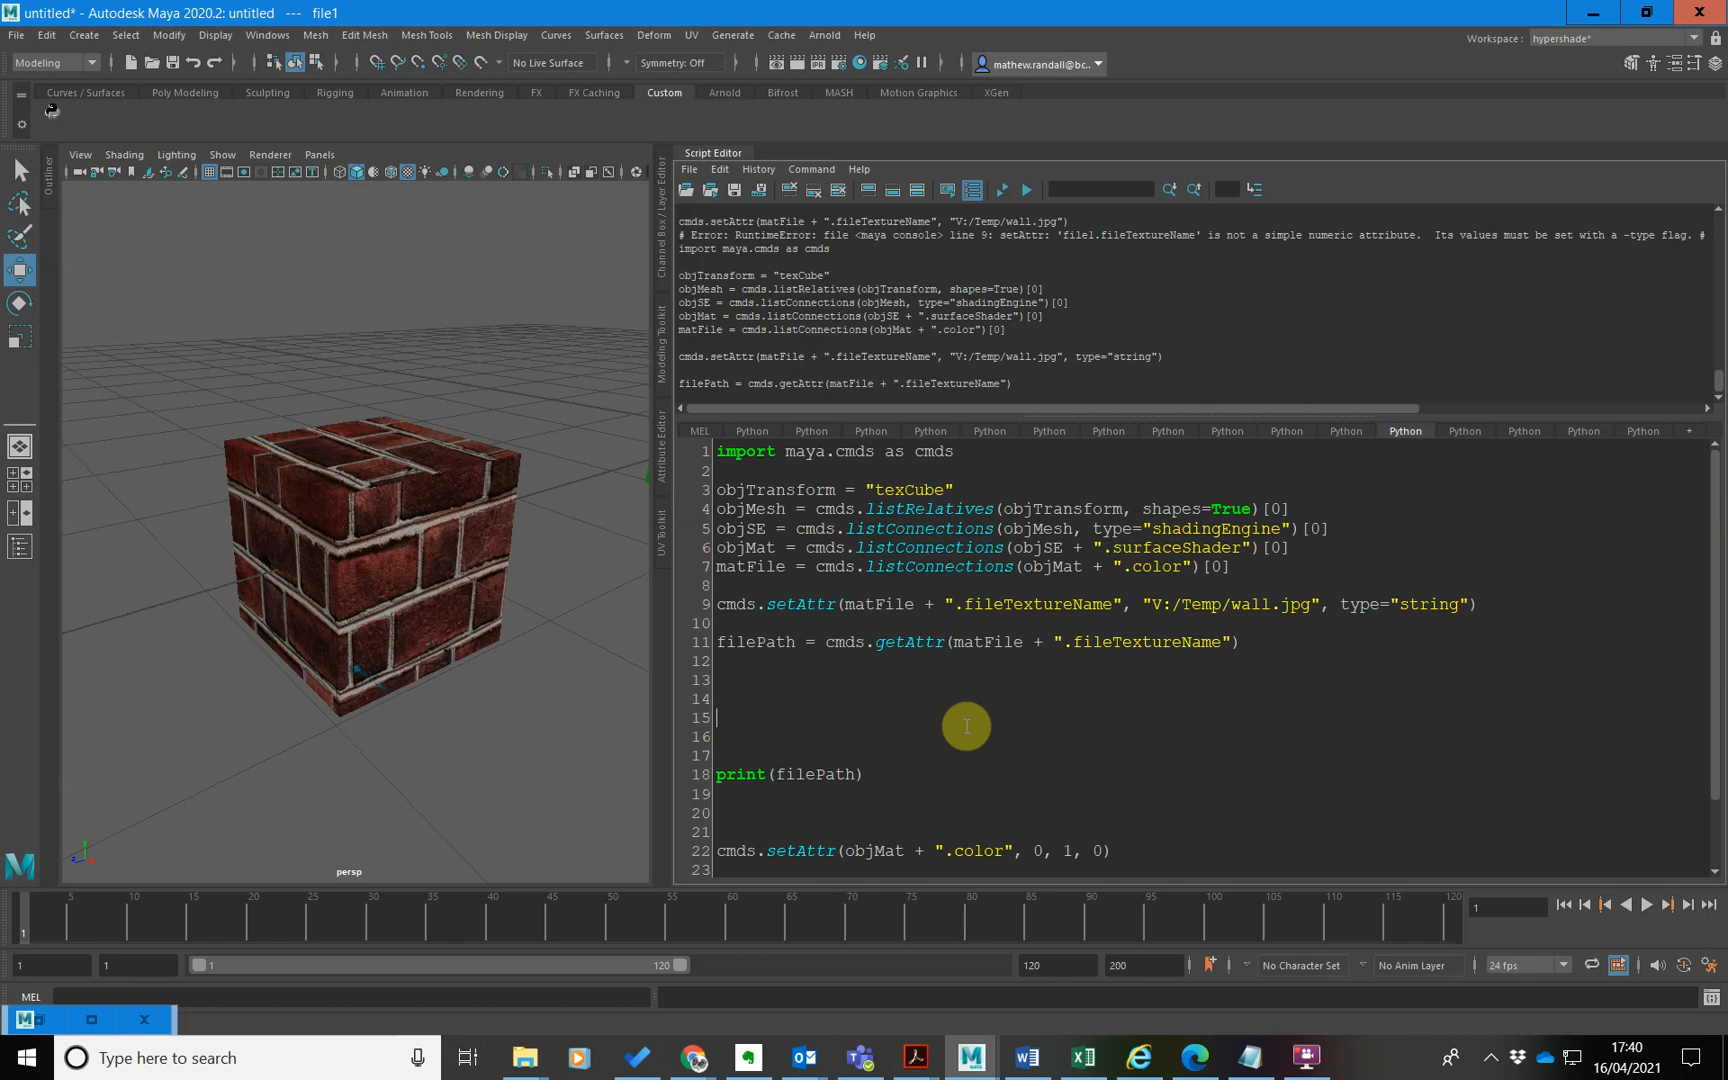 untitled* - Autodesk Maya 2020.2: untitled   ---   file1
File Edit Create Select Modify Display Windows Mesh Edit Mesh Mesh Tools Mesh Display Curves Surfaces Deform UV Generate Cache Arnold Help
Workspace : hypershade*
Modeling
No Live Surface
Symmetry: Off
mathew.randall@bc..
Curves / Surfaces Poly Modeling Sculpting Rigging Animation Rendering FX FX Caching Custom Arnold Bifrost MASH Motion Graphics XGen
View Shading Lighting Show Renderer Panels
Outliner
Channel Box / Layer Editor
Modeling Toolkit
Attribute Editor
UV Toolkit
persp
Script Editor
File Edit History Command Help
cmds.setAttr(matFile + ".fileTextureName", "V:/Temp/wall.jpg")
# Error: RuntimeError: file <maya console> line 9: setAttr: 'file1.fileTextureName' is not a simple numeric attribute.  Its values must be set with a -type flag. #
import maya.cmds as cmds
objTransform = "texCube"
objMesh = cmds.listRelatives(objTransform, shapes=True)[0]
objSE = cmds.listConnections(objMesh, type="shadingEngine")[0]
objMat = cmds.listConnections(objSE + ".surfaceShader")[0]
matFile = cmds.listConnections(objMat + ".color")[0]
cmds.setAttr(matFile + ".fileTextureName", "V:/Temp/wall.jpg", type="string")
filePath = cmds.getAttr(matFile + ".fileTextureName")
MEL Python Python Python Python Python Python Python Python Python Python Python Python Python Python Python Python +
1 import maya.cmds as cmds
2
3 objTransform = "texCube"
4 objMesh = cmds.listRelatives(objTransform, shapes=True)[0]
5 objSE = cmds.listConnections(objMesh, type="shadingEngine")[0]
6 objMat = cmds.listConnections(objSE + ".surfaceShader")[0]
7 matFile = cmds.listConnections(objMat + ".color")[0]
8
9 cmds.setAttr(matFile + ".fileTextureName", "V:/Temp/wall.jpg", type="string")
10
11 filePath = cmds.getAttr(matFile + ".fileTextureName")
12
13
14
15
16
17
18 print(filePath)
19
20
21
22 cmds.setAttr(objMat + ".color", 0, 1, 0)
23
5 10 15 20 25 30 35 40 45 50 55 60 65 70 75 80 85 90 95 100 105 110 115 120
1
1
1 1 1 120 120 200 No Character Set No Anim Layer 24 fps
MEL
Type here to search
17:40
16/04/2021